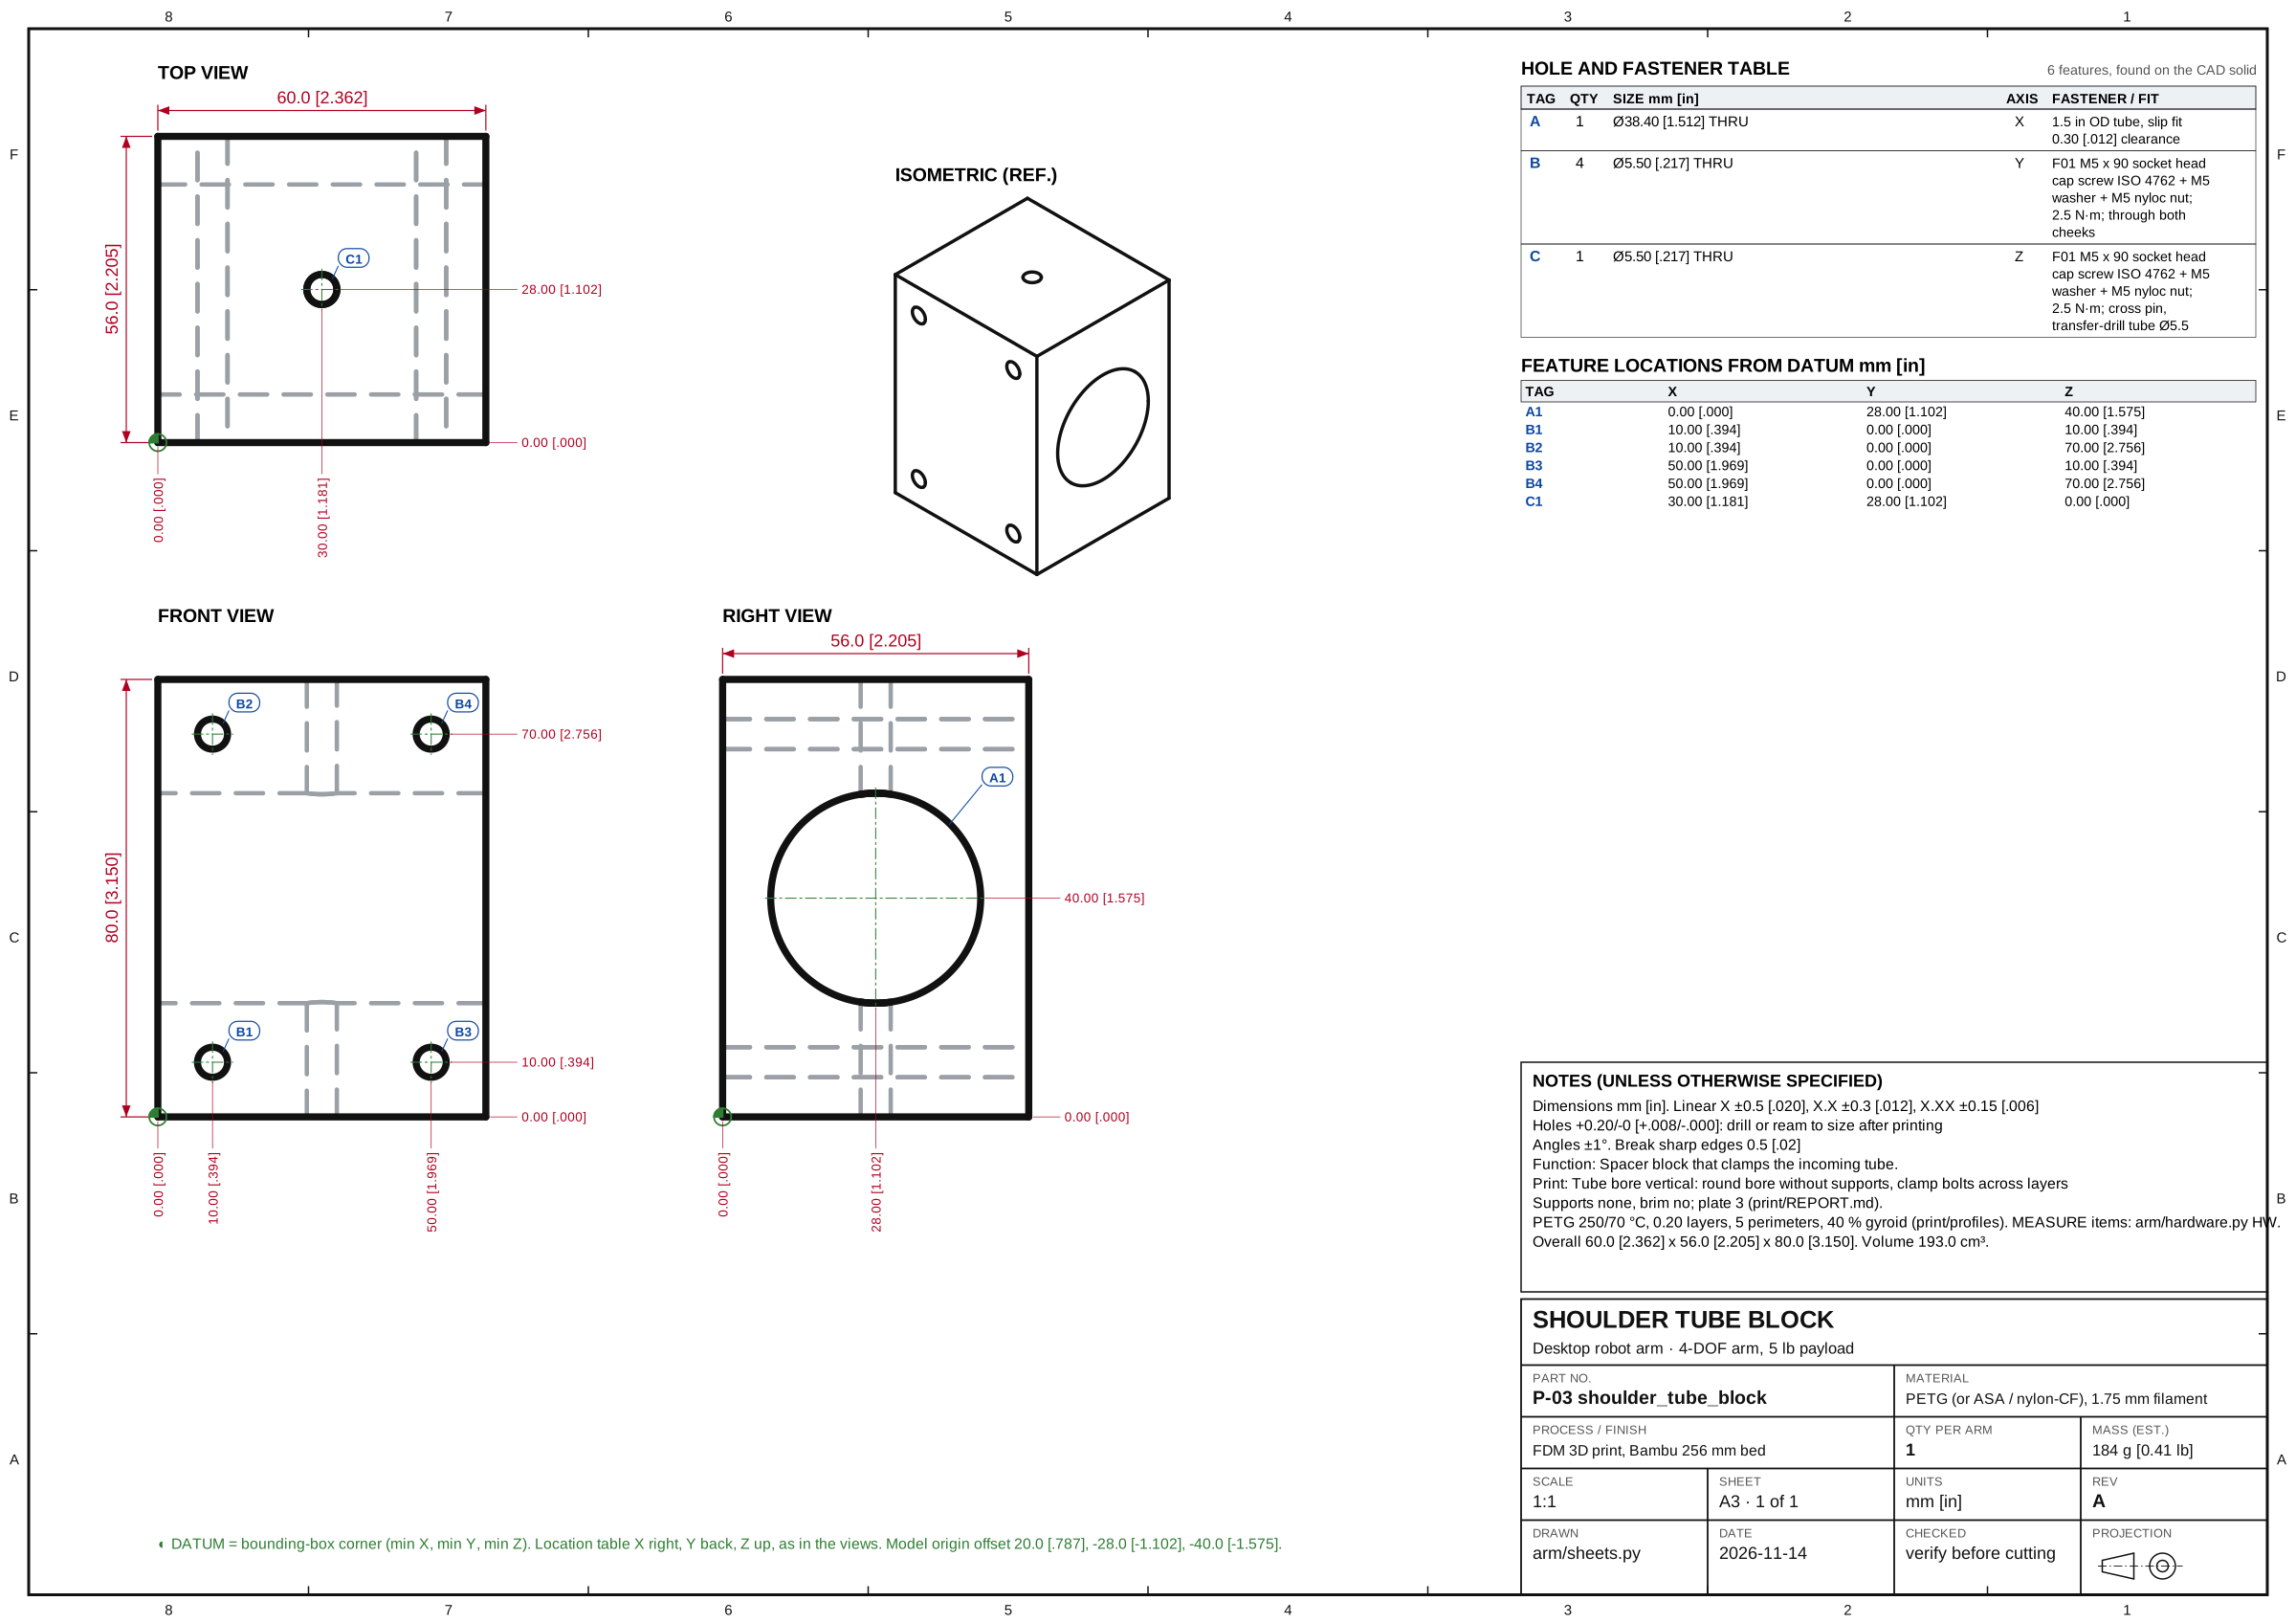 8 7 6 5 4 3 2 1
F
E
D
C
B
A
F
E
D
C
B
A
TOP VIEW
60.0 [2.362]
56.0 [2.205]
C1
28.00 [1.102]
0.00 [.000]
0.00 [.000]
30.00 [1.181]
ISOMETRIC (REF.)
FRONT VIEW
80.0 [3.150]
B2
B4
70.00 [2.756]
B1
B3
10.00 [.394]
0.00 [.000]
0.00 [.000]
10.00 [.394]
50.00 [1.969]
RIGHT VIEW
56.0 [2.205]
A1
40.00 [1.575]
0.00 [.000]
0.00 [.000]
28.00 [1.102]
HOLE AND FASTENER TABLE 6 features, found on the CAD solid
TAG QTY SIZE mm [in] AXIS FASTENER / FIT
A 1 Ø38.40 [1.512] THRU X 1.5 in OD tube, slip fit
0.30 [.012] clearance
B 4 Ø5.50 [.217] THRU Y F01 M5 x 90 socket head
cap screw ISO 4762 + M5
washer + M5 nyloc nut;
2.5 N·m; through both
cheeks
C 1 Ø5.50 [.217] THRU Z F01 M5 x 90 socket head
cap screw ISO 4762 + M5
washer + M5 nyloc nut;
2.5 N·m; cross pin,
transfer-drill tube Ø5.5
FEATURE LOCATIONS FROM DATUM mm [in]
TAG X Y Z
A1 0.00 [.000] 28.00 [1.102] 40.00 [1.575]
B1 10.00 [.394] 0.00 [.000] 10.00 [.394]
B2 10.00 [.394] 0.00 [.000] 70.00 [2.756]
B3 50.00 [1.969] 0.00 [.000] 10.00 [.394]
B4 50.00 [1.969] 0.00 [.000] 70.00 [2.756]
C1 30.00 [1.181] 28.00 [1.102] 0.00 [.000]
NOTES (UNLESS OTHERWISE SPECIFIED)
Dimensions mm [in]. Linear X ±0.5 [.020], X.X ±0.3 [.012], X.XX ±0.15 [.006]
Holes +0.20/-0 [+.008/-.000]: drill or ream to size after printing
Angles ±1°. Break sharp edges 0.5 [.02]
Function: Spacer block that clamps the incoming tube.
Print: Tube bore vertical: round bore without supports, clamp bolts across layers
Supports none, brim no; plate 3 (print/REPORT.md).
PETG 250/70 °C, 0.20 layers, 5 perimeters, 40 % gyroid (print/profiles). MEASURE items: arm/hardware.py HW.
Overall 60.0 [2.362] x 56.0 [2.205] x 80.0 [3.150]. Volume 193.0 cm³.
SHOULDER TUBE BLOCK
Desktop robot arm · 4-DOF arm, 5 lb payload
PART NO. MATERIAL
P-03 shoulder_tube_block PETG (or ASA / nylon-CF), 1.75 mm filament
PROCESS / FINISH QTY PER ARM MASS (EST.)
FDM 3D print, Bambu 256 mm bed 1 184 g [0.41 lb]
SCALE SHEET UNITS REV
1:1 A3 · 1 of 1 mm [in] A
DRAWN DATE CHECKED PROJECTION
arm/sheets.py 2026-11-14 verify before cutting
DATUM = bounding-box corner (min X, min Y, min Z). Location table X right, Y back, Z up, as in the views. Model origin offset 20.0 [.787], -28.0 [-1.102], -40.0 [-1.575].
8 7 6 5 4 3 2 1